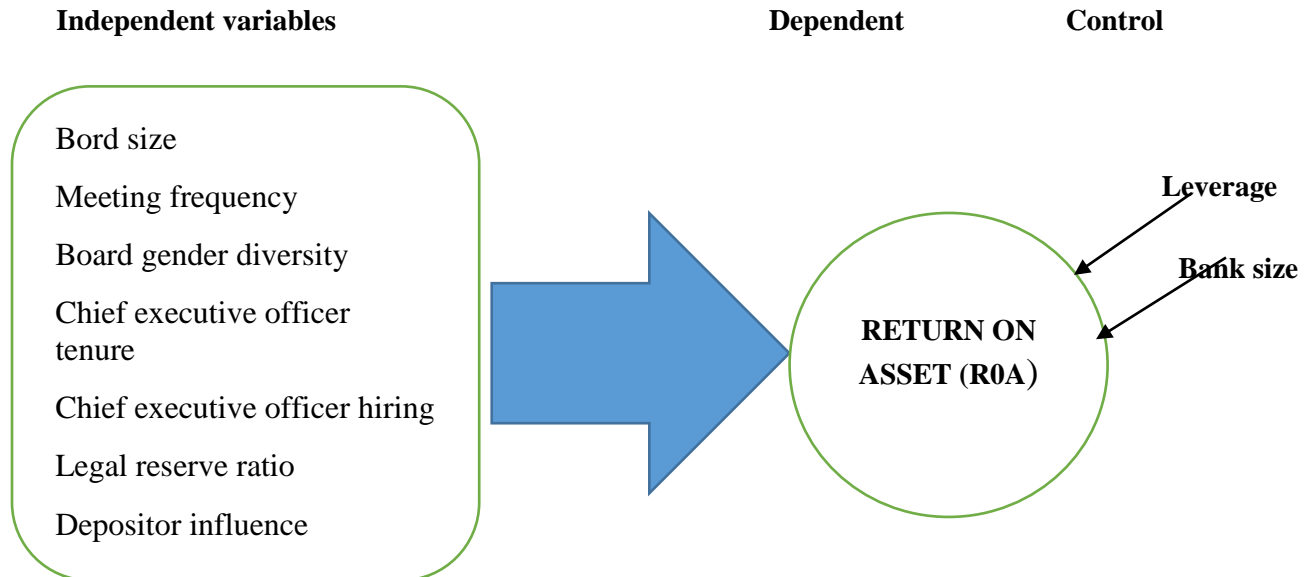 Independent variables
Dependent
Control
Bord size
Meeting frequency
Board gender diversity
Chief executive officer
tenure
Chief executive officer hiring
Legal reserve ratio
Depositor influence
RETURN ON
ASSET (R0A)
Leverage
Bank size